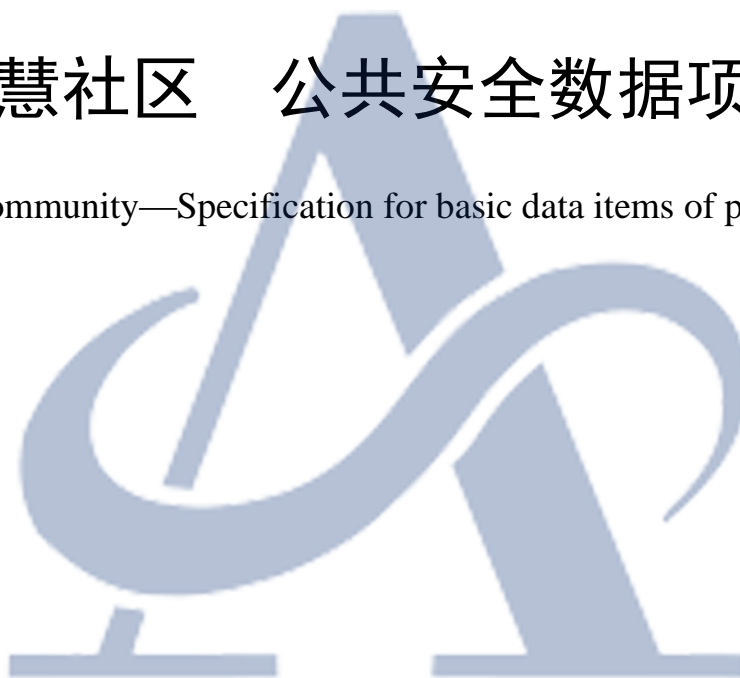 慧社区 公共安全数据项
ommunity—Specification for basic data items of p